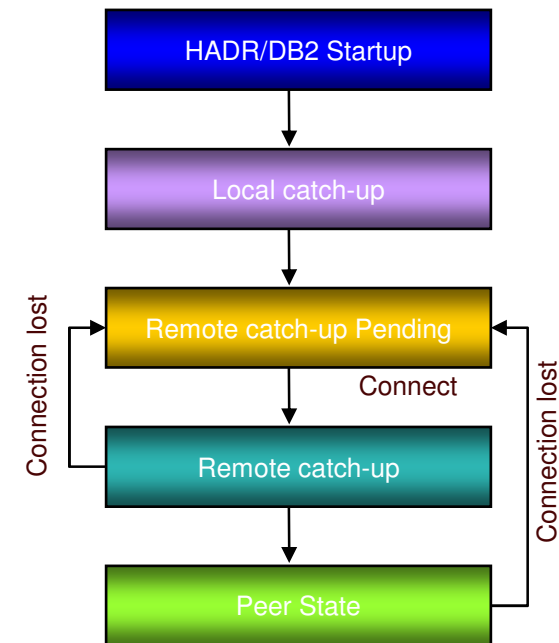 HADR/DB2 Startup
Local catch-up
Remote catch-up Pending
Connection lost
Connect
Connection lost
Remote catch-up
Peer State